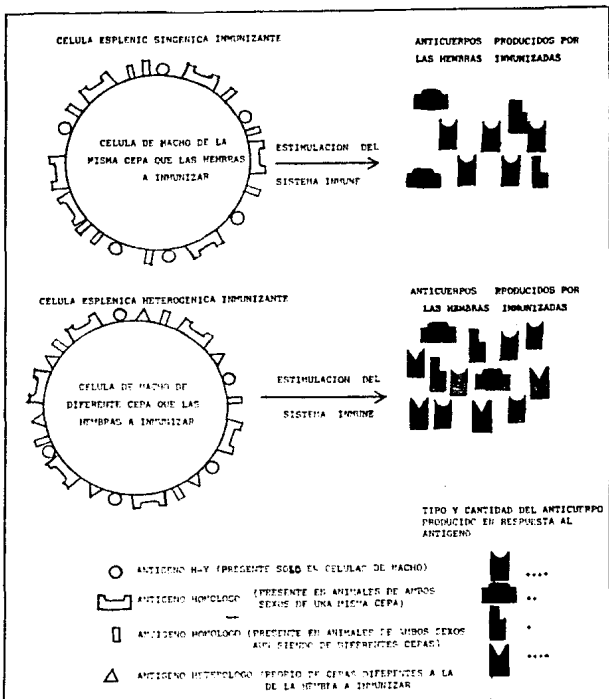 CELULA ESPLENIC SINGENICA INMUNIZANTE
ANTICUERPOS PRODUCIDOS POR
LAS HEMBRAS INMUNIZADAS
CELULA DE MACHO DE LA
MISMA CEPA QUE LAS HEMBRAS
A INMUNIZAR
ESTIMULACION DEL
SISTEMA INMUNE
CELULA ESPLENICA HETEROGENICA INMUNIZANTE
ANTICUERPOS PRODUCIDOS POR
LAS HEMBRAS INMUNIZADAS
CELULA DE MACHO DE
DIFERENTE CEPA QUE LAS
HEMBRAS A INMUNIZAR
ESTIMULACION DEL
SISTEMA INMUNE
TIPO Y CANTIDAD DEL ANTICUERPO
PRODUCIDO EN RESPUESTA AL
ANTIGENO
ANTIGENO H-Y (PRESENTE SOLO EN CELULAS DE MACHO)
ANTIGENO HOMOLOGO (PRESENTE EN ANIMALES DE AMBOS
SEXOS DE UNA MISMA CEPA)
ANTIGENO HOMOLOGO (PRESENTE EN ANIMALES DE AMBOS SEXOS
AUN SIENDO DE DIFERENTES CEPAS)
ANTIGENO HETEROLOGO (PROPIO DE CEPAS DIFERENTES A LA
DE LA HEMBRA A INMUNIZAR